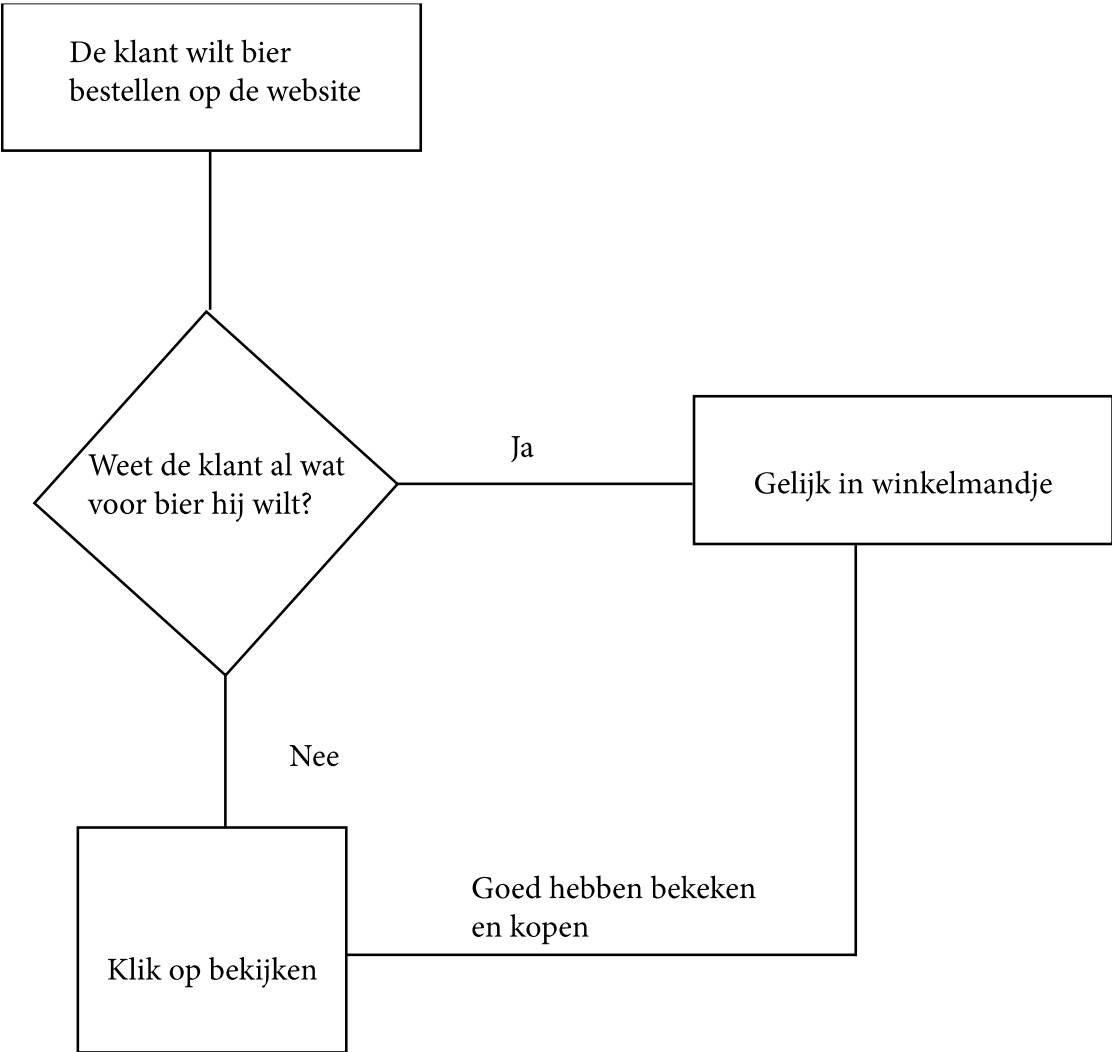 De klant wilt bier
bestellen op de website
Weet de klant al wat
voor bier hij wilt?
Ja
Gelijk in winkelmandje
Nee
Goed hebben bekeken
en kopen
Klik op bekijken